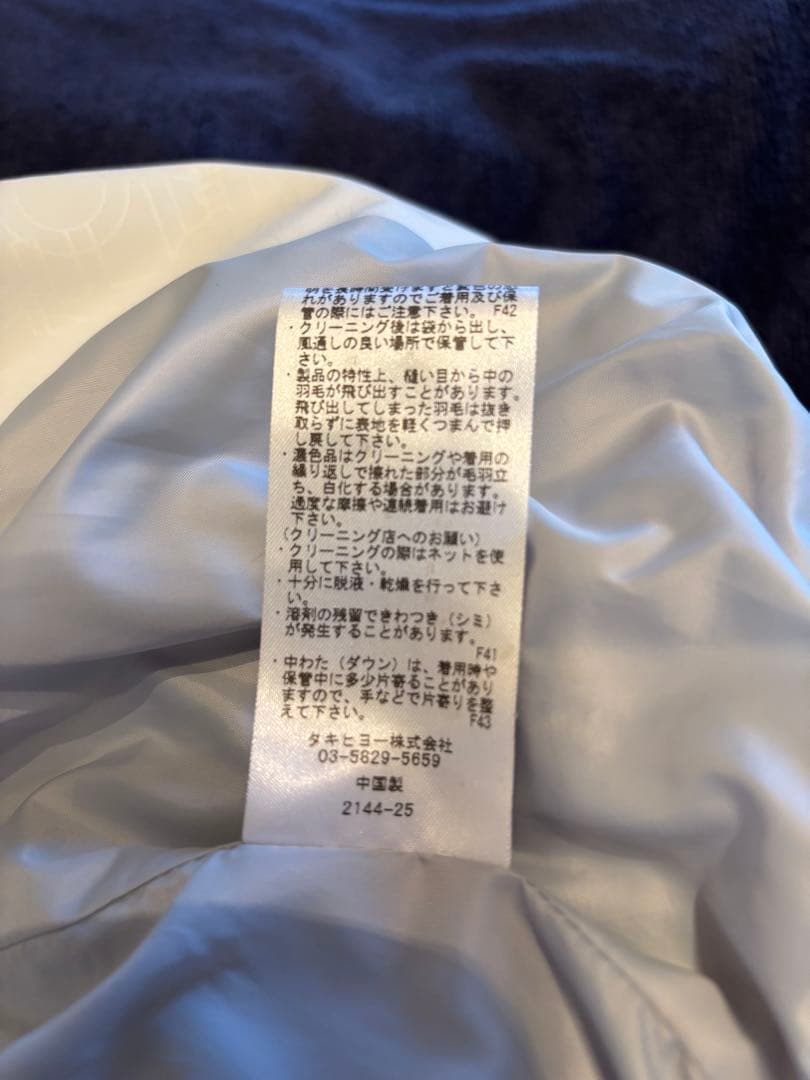 れがありますのでご着用及び保
管の際にはご注意下さい。 F42
・クリーニング後は袋から出し、
風通しの良い場所で保管して下
さい。
・製品の特性上、縫い目から中の
羽毛が飛び出すことがあります。
飛び出してしまった羽毛は抜き
取らずに表地を軽くつまんで押
し戻して下さい。
・濃色品はクリーニングや着用の
繰り返しで擦れた部分が毛羽立
ち、白化する場合があります。
過度な摩擦や連続着用はお避け
下さい。
(クリーニング店へのお願い)
・クリーニングの際はネットを使
用して下さい。
・十分に脱液・乾燥を行って下さ
い。
・溶剤の残留できわつき(シミ)
が発生することがあります。
F41
・中わた(ダウン)は、着用時や
保管中に多少片寄ることがあり
ますので、手などで片寄りを整
えて下さい。 F43
タキヒヨー株式会社
03-5829-5659
中国製
2144-25